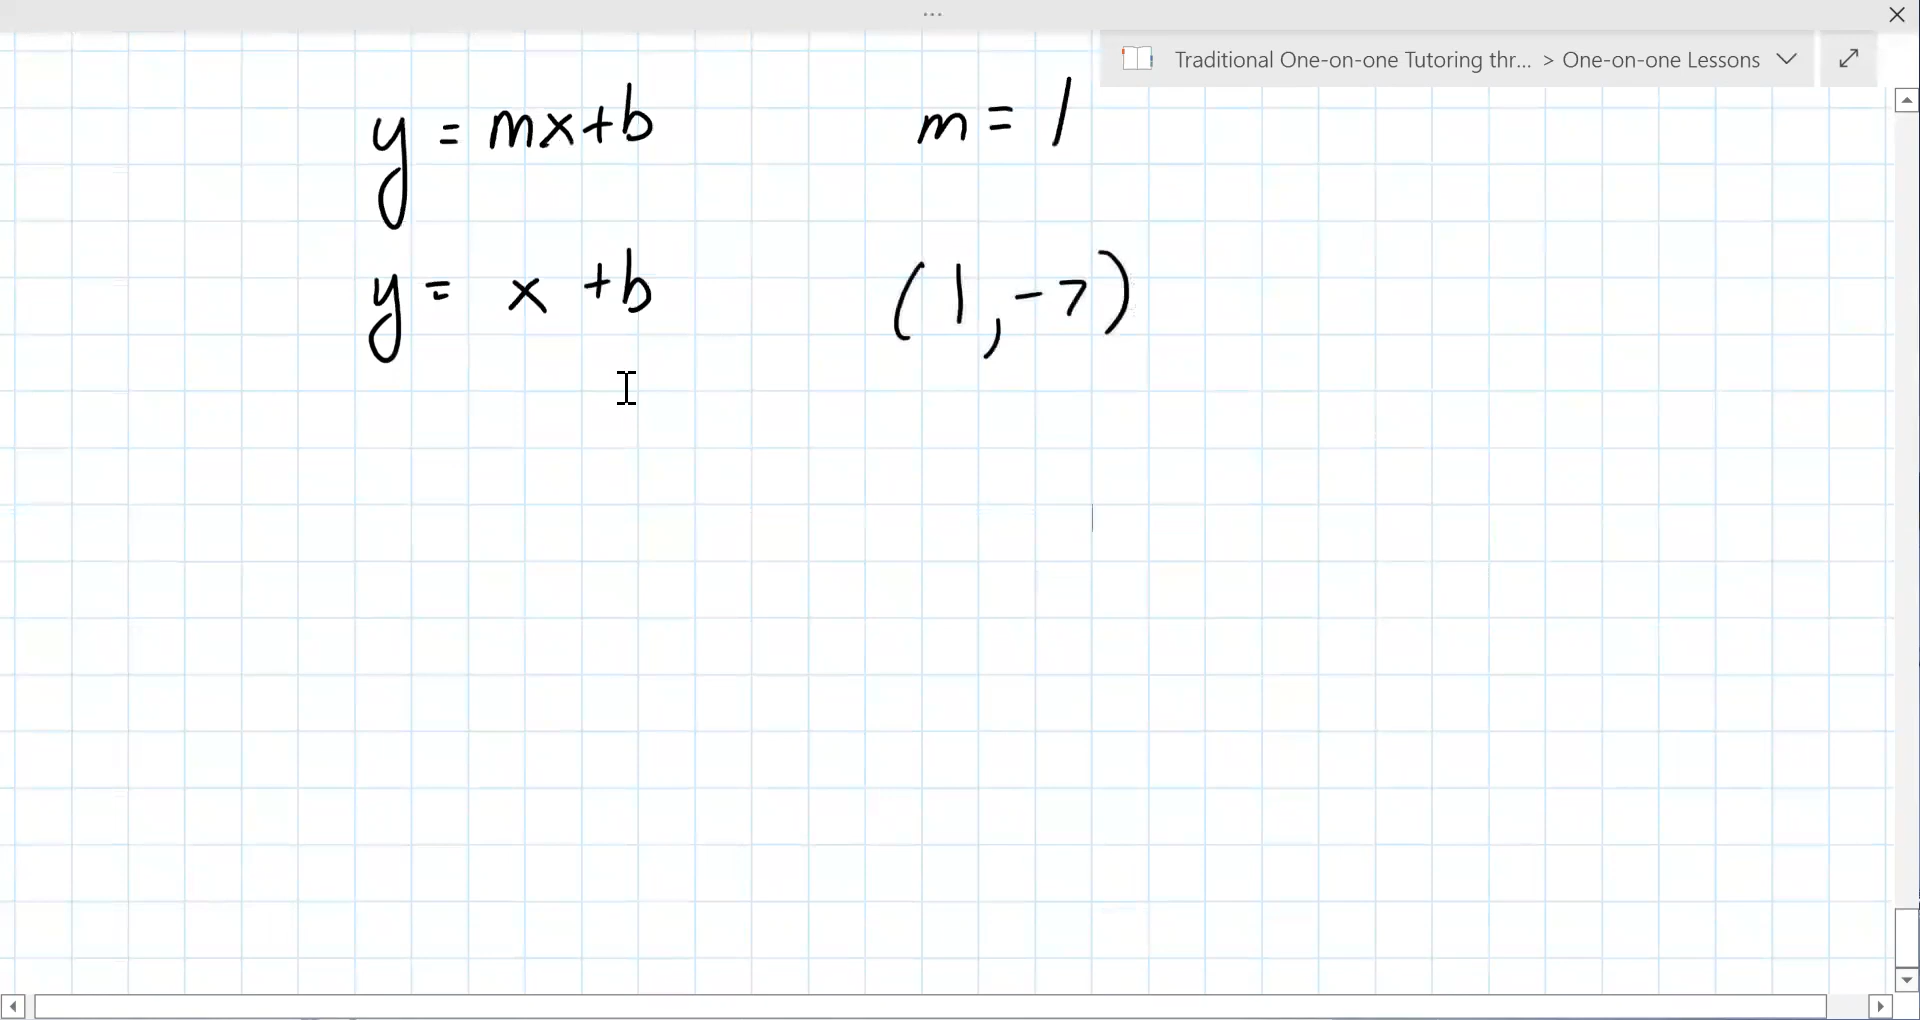 Traditional One-on-one Tutoring thr... > One-on-one Lessons
y = mx+b
m = 1
y = x +b
(1, -7)